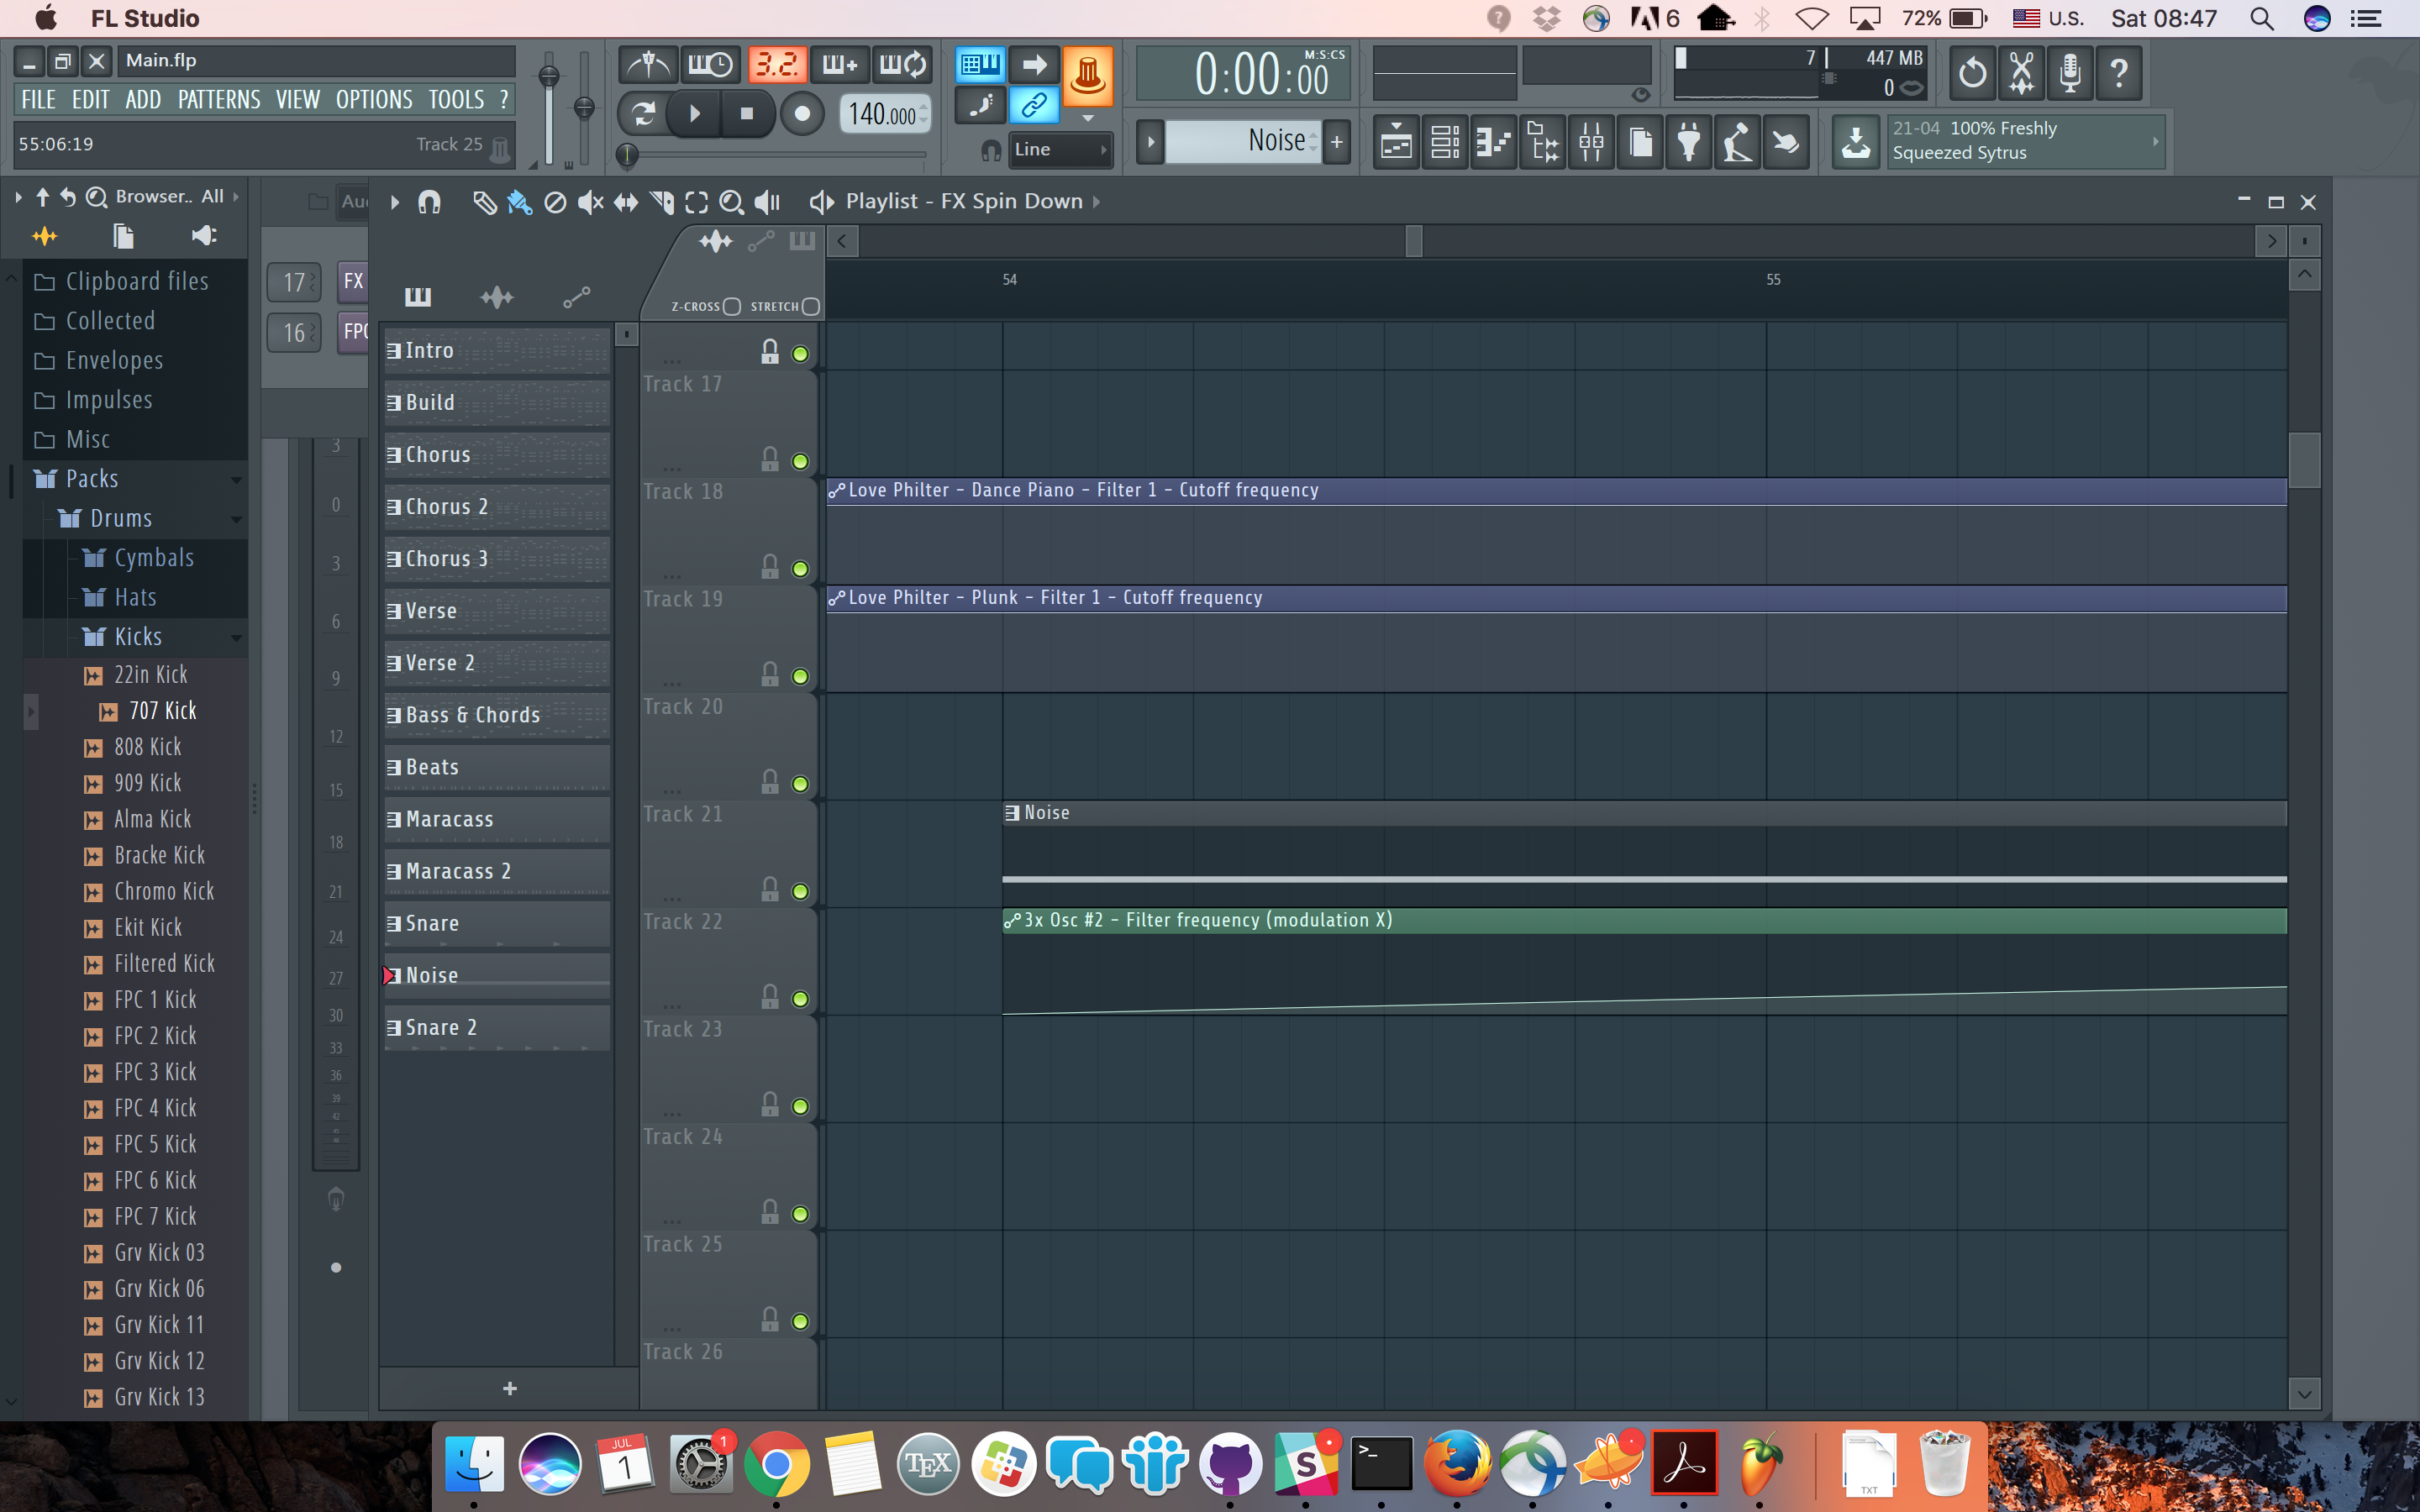 FL Studio
6
72%
U.S.
Sat 08:47
Main.flp
FILE EDIT ADD PATTERNS VIEW OPTIONS TOOLS ?
55:06:19
Track 25
3.2.
140.000
Line
0:00:00
M:S:CS
Noise
+
7
447 MB
0
?
21-04 100% Freshly
Squeezed Sytrus
Browser.. All
Clipboard files
Collected
Envelopes
Impulses
Misc
Packs
Drums
Cymbals
Hats
Kicks
22in Kick
707 Kick
808 Kick
909 Kick
Alma Kick
Bracke Kick
Chromo Kick
Ekit Kick
Filtered Kick
FPC 1 Kick
FPC 2 Kick
FPC 3 Kick
FPC 4 Kick
FPC 5 Kick
FPC 6 Kick
FPC 7 Kick
Grv Kick 03
Grv Kick 06
Grv Kick 11
Grv Kick 12
Grv Kick 13
Au
17
FX
16
FPC
3
0
3
6
9
12
15
18
21
24
27
30
33
36
39
42
Playlist - FX Spin Down
Z-CROSS
STRETCH
54
55
Intro
Build
Chorus
Chorus 2
Chorus 3
Verse
Verse 2
Bass & Chords
Beats
Maracass
Maracass 2
Snare
Noise
Snare 2
+
Track 17
Track 18
Track 19
Track 20
Track 21
Track 22
Track 23
Track 24
Track 25
Track 26
Love Philter - Dance Piano - Filter 1 - Cutoff frequency
Love Philter - Plunk - Filter 1 - Cutoff frequency
Noise
3x Osc #2 - Filter frequency (modulation X)
JUL
1
1
TEX
S
>_
TXT